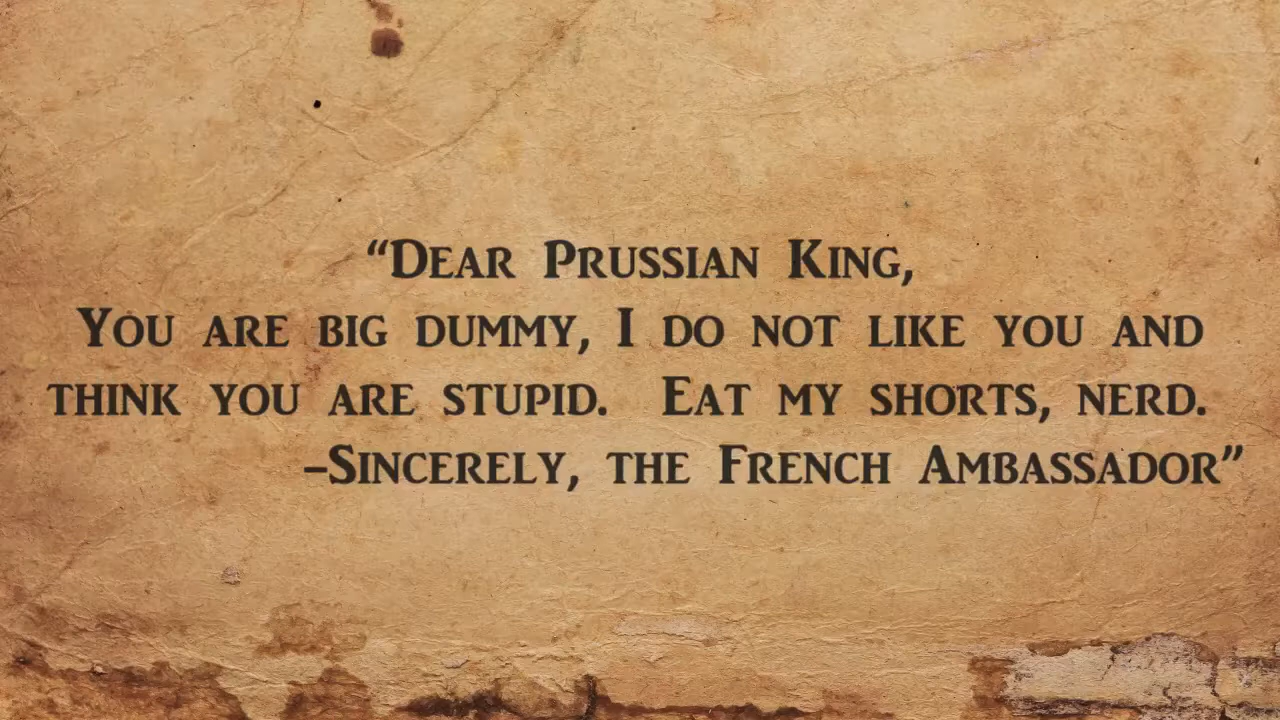 “Dear Prussian King,
You are big dummy, I do not like you and
think you are stupid.  Eat my shorts, nerd.
–Sincerely, the French Ambassador”